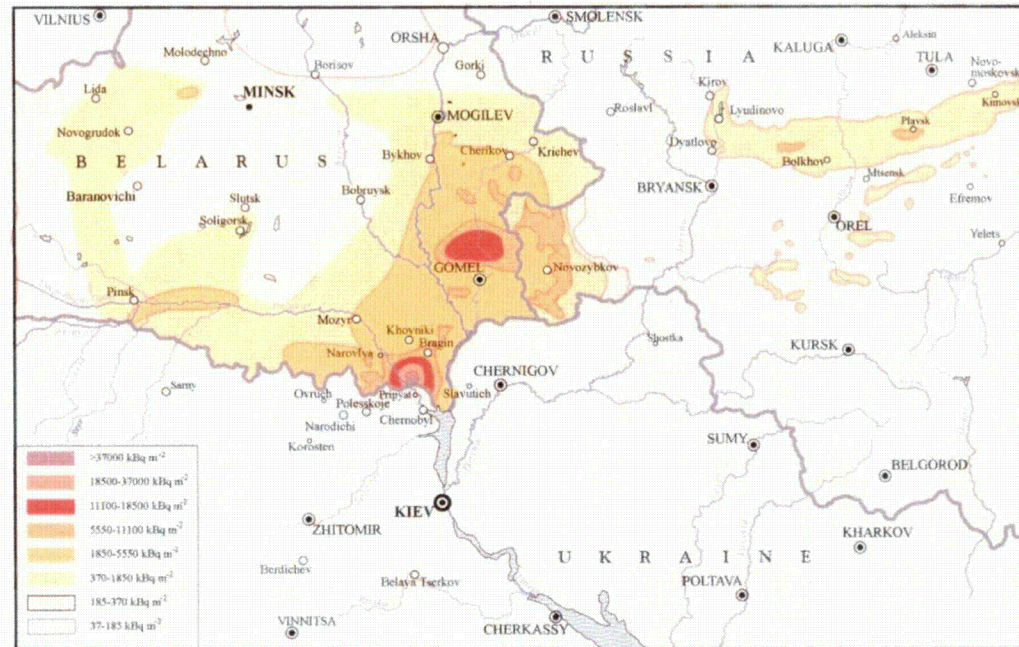 VILNIUS
SMOLENSK
ORSHA
KALUGA
Aleksin
TULA
Molodechno
Borisov
Gorki
R U S S I A
Kirov
Novo-
moskovsk
Lida
MINSK
MOGILEV
Roslavl
Lyudinovo
Kimovsk
Novogrudok
Plavsk
B E L A R U S
Bykhov
Cherikov
Krichev
Dyatlovo
Bolkhov
Baranovichi
Bobruysk
BRYANSK
Mtsensk
Efremov
Slutsk
Soligorsk
OREL
Yelets
GOMEL
Novozybkov
Pinsk
Mozyr
Khovniki
Bragin
Shostka
KURSK
Narovlya
CHERNIGOV
Sarny
Ovruch
Pripyat
Slavutich
Polesskoje
Chernobyl
Narodichi
Korosten
SUMY
BELGOROD
>37000 kBq m-2
18500-37000 kBq m-2
11100-18500 kBq m-2
5550-11100 kBq m-2
1850-5550 kBq m-2
370-1850 kBq m-2
185-370 kBq m-2
37-185 kBq m-2
KIEV
ZHITOMIR
KHARKOV
U K R A I N E
Berdichev
Belaya Tserkov
POLTAVA
VINNITSA
CHERKASSY